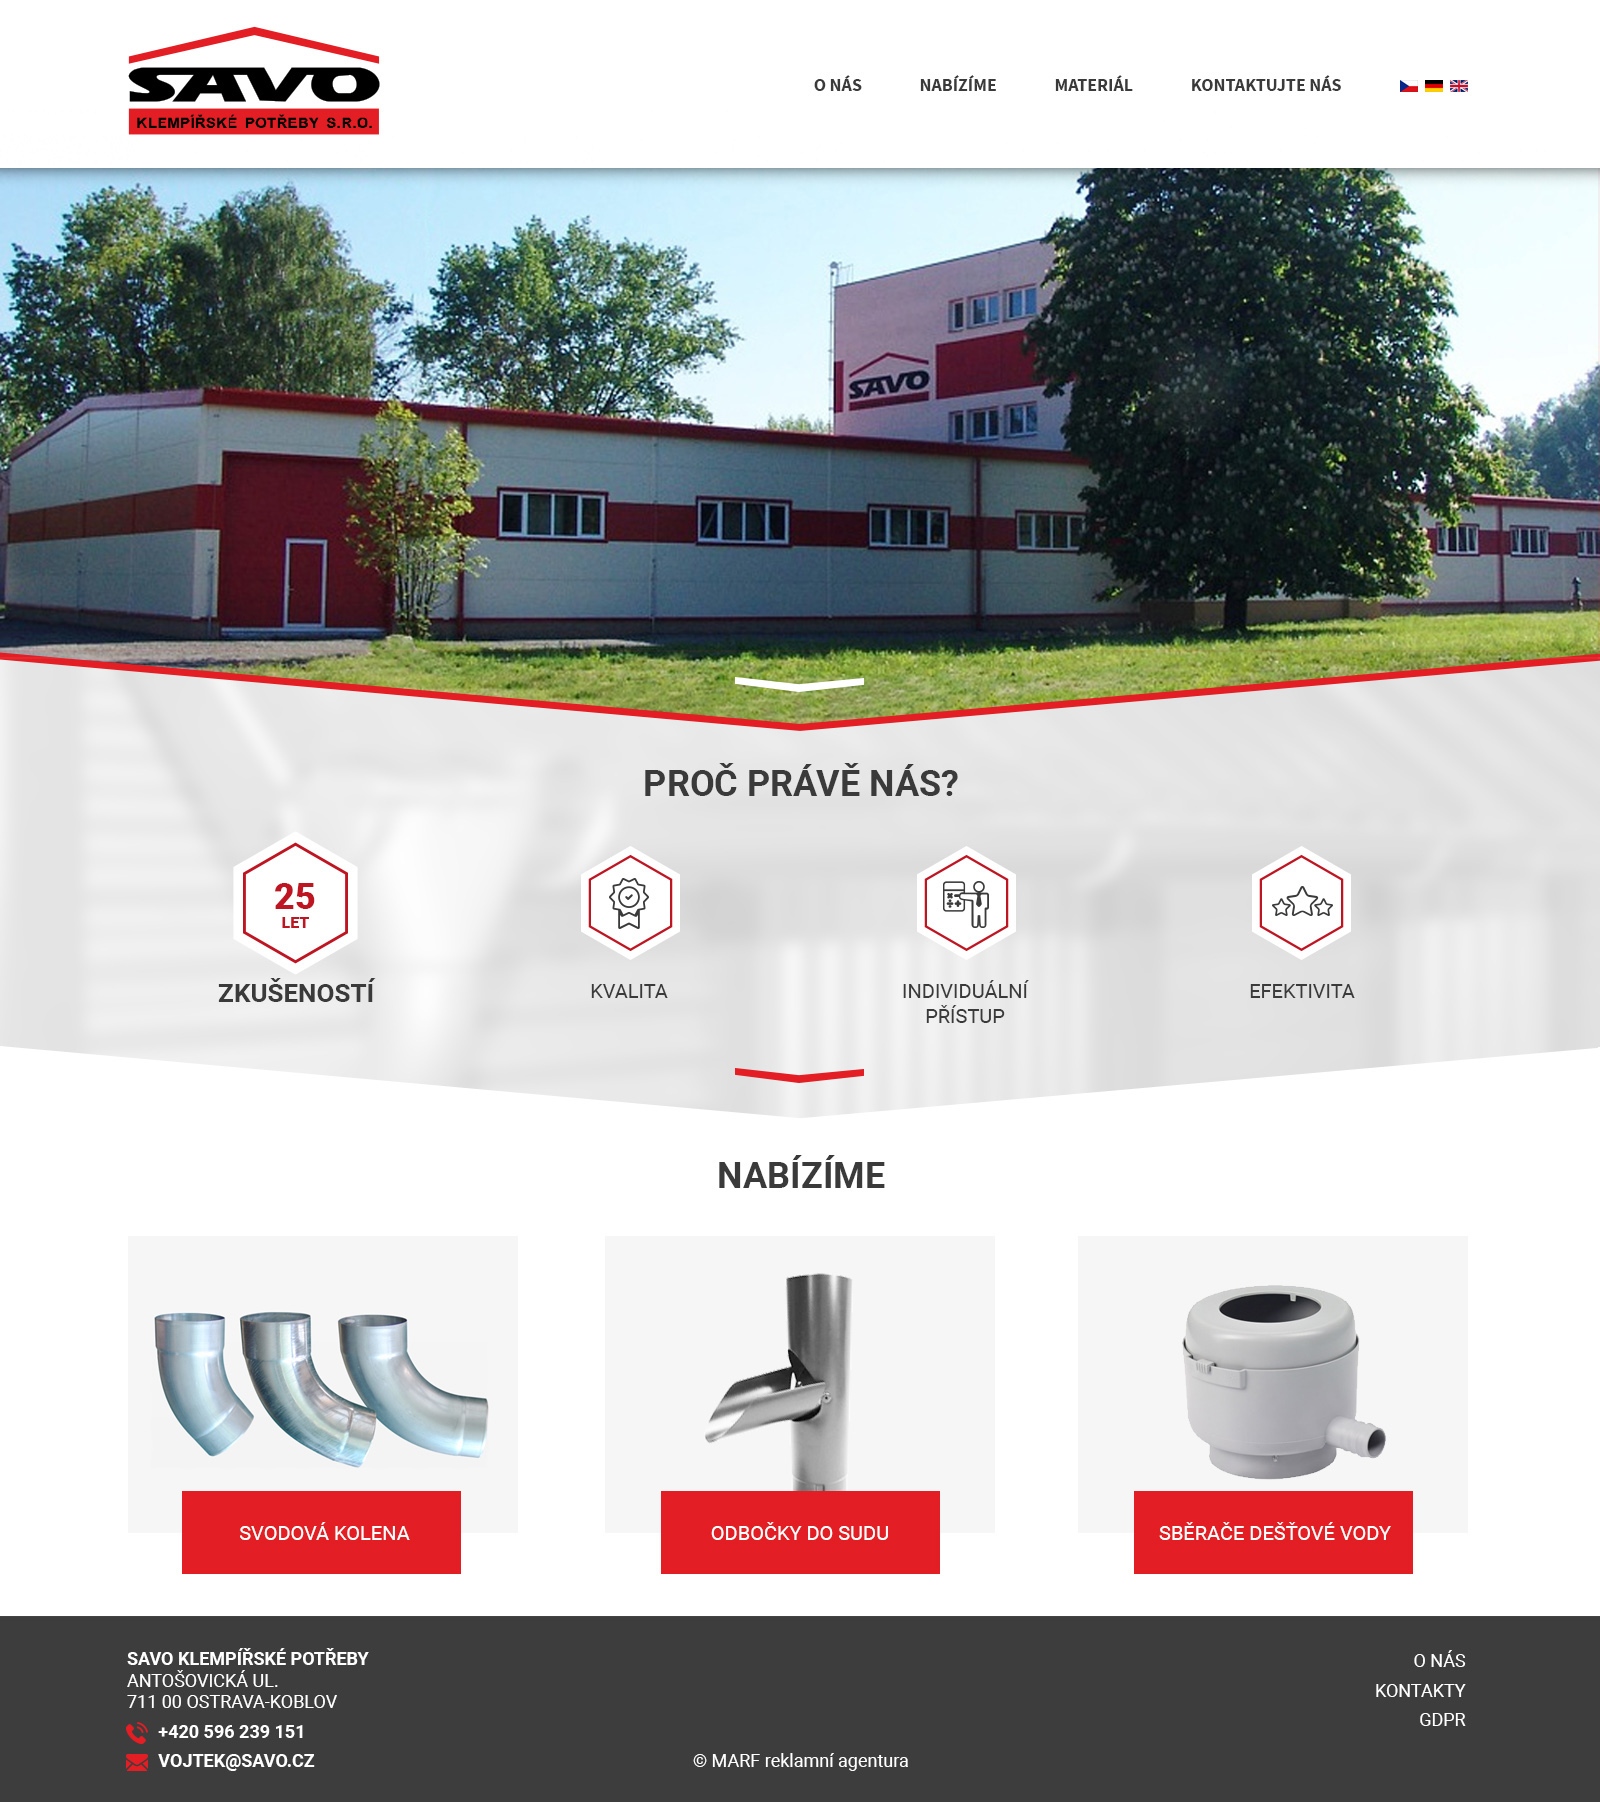 SAVO
KLEMPÍŘSKÉ POTŘEBY S.R.O.
O NÁS
NABÍZÍME
MATERIÁL
KONTAKTUJTE NÁS
SAVO
PROČ PRÁVĚ NÁS?
25
LET
ZKUŠENOSTÍ
KVALITA
INDIVIDUÁLNÍ
PŘÍSTUP
EFEKTIVITA
NABÍZÍME
SVODOVÁ KOLENA
ODBOČKY DO SUDU
SBĚRAČE DEŠŤOVÉ VODY
SAVO KLEMPÍŘSKÉ POTŘEBY
ANTOŠOVICKÁ UL.
711 00 OSTRAVA-KOBLOV
+420 596 239 151
VOJTEK@SAVO.CZ
© MARF reklamní agentura
O NÁS
KONTAKTY
GDPR